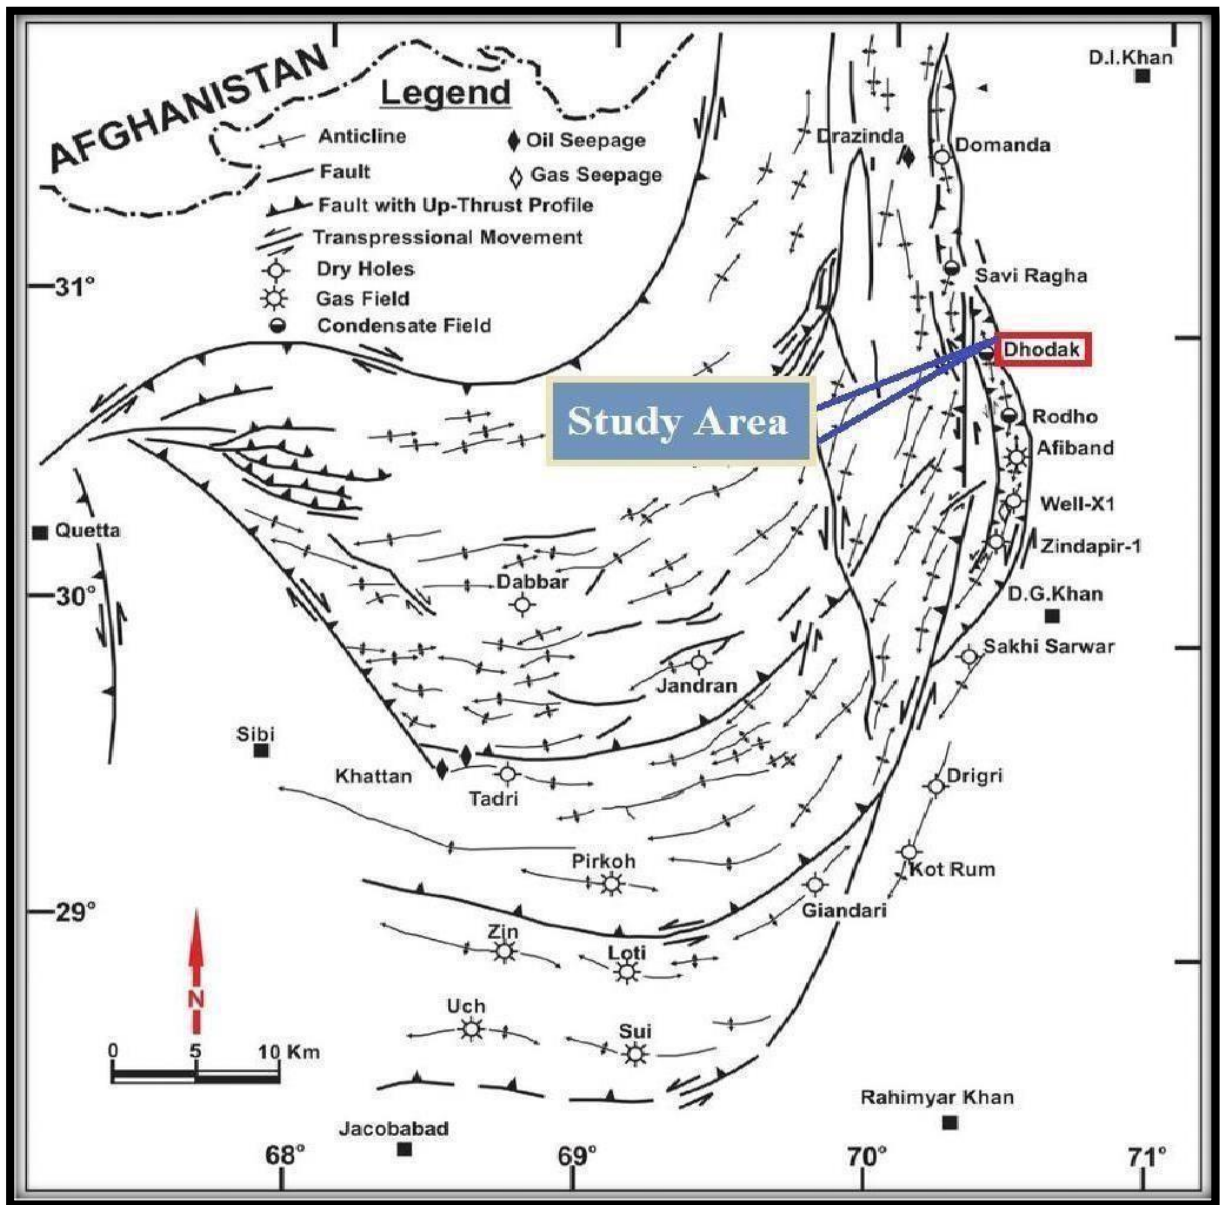 AFGHANISTAN
Legend
Anticline
Oil Seepage
Fault
Gas Seepage
Fault with Up-Thrust Profile
Transpressional Movement
Dry Holes
Gas Field
Condensate Field
D.I.Khan
Drazinda
Domanda
Savi Ragha
31°
Dhodak
Study Area
Rodho
Afiband
Well-X1
Quetta
Zindapir-1
Dabbar
30°
D.G.Khan
Sakhi Sarwar
Jandran
Sibi
Khattan
Tadri
Drigri
Pirkoh
Kot Rum
29°
Giandari
Zin
Loti
N
Uch
Sui
0 5 10 Km
Rahimyar Khan
Jacobabad
68° 69° 70° 71°